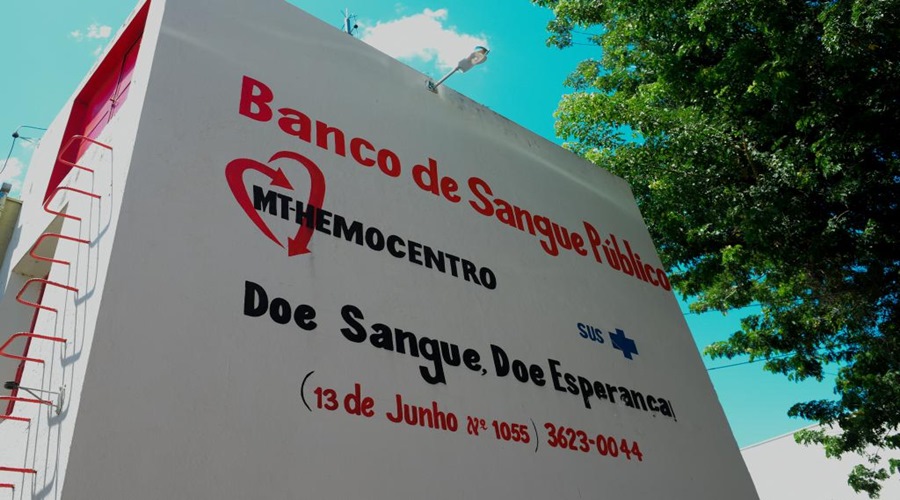 Banco de Sangue Público
MT-HEMOCENTRO
SUS
Doe Sangue, Doe Esperança!
(13 de Junho Nº 1055) 3623-0044